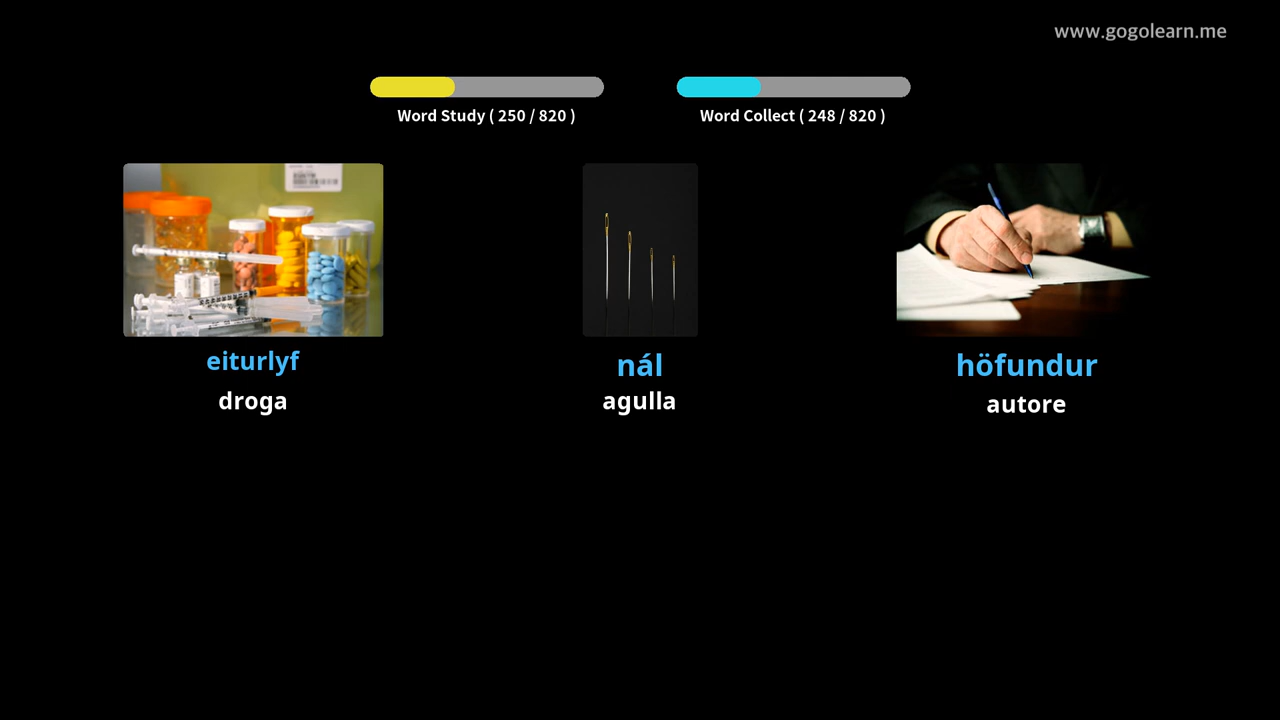 www.gogolearn.me
Word Study ( 250 / 820 )
Word Collect ( 248 / 820 )
eiturlyf
nál
höfundur
droga
agulla
autore